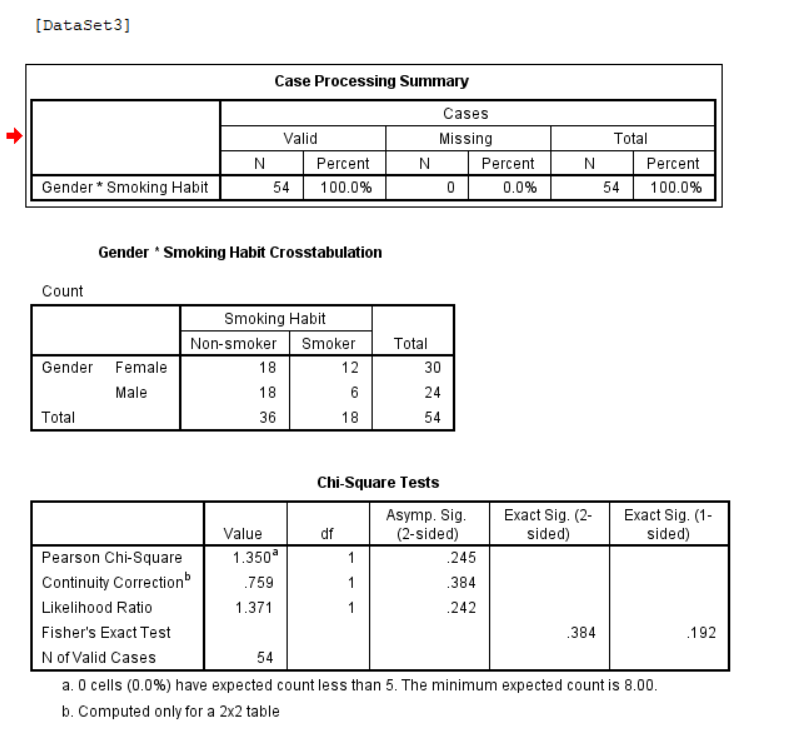 [DataSet3]
Case Processing Summary
Cases
Valid Missing Total
N Percent N Percent N Percent
Gender * Smoking Habit 54 100.0% 0 0.0% 54 100.0%
Gender * Smoking Habit Crosstabulation
Count
Smoking Habit
Non-smoker Smoker Total
Gender Female 18 12 30
Male 18 6 24
Total 36 18 54
Chi-Square Tests
Value df Asymp. Sig. (2-sided) Exact Sig. (2-sided) Exact Sig. (1-sided)
Pearson Chi-Square 1.350a 1 .245
Continuity Correctionb .759 1 .384
Likelihood Ratio 1.371 1 .242
Fisher's Exact Test .384 .192
N of Valid Cases 54
a. 0 cells (0.0%) have expected count less than 5. The minimum expected count is 8.00.
b. Computed only for a 2x2 table